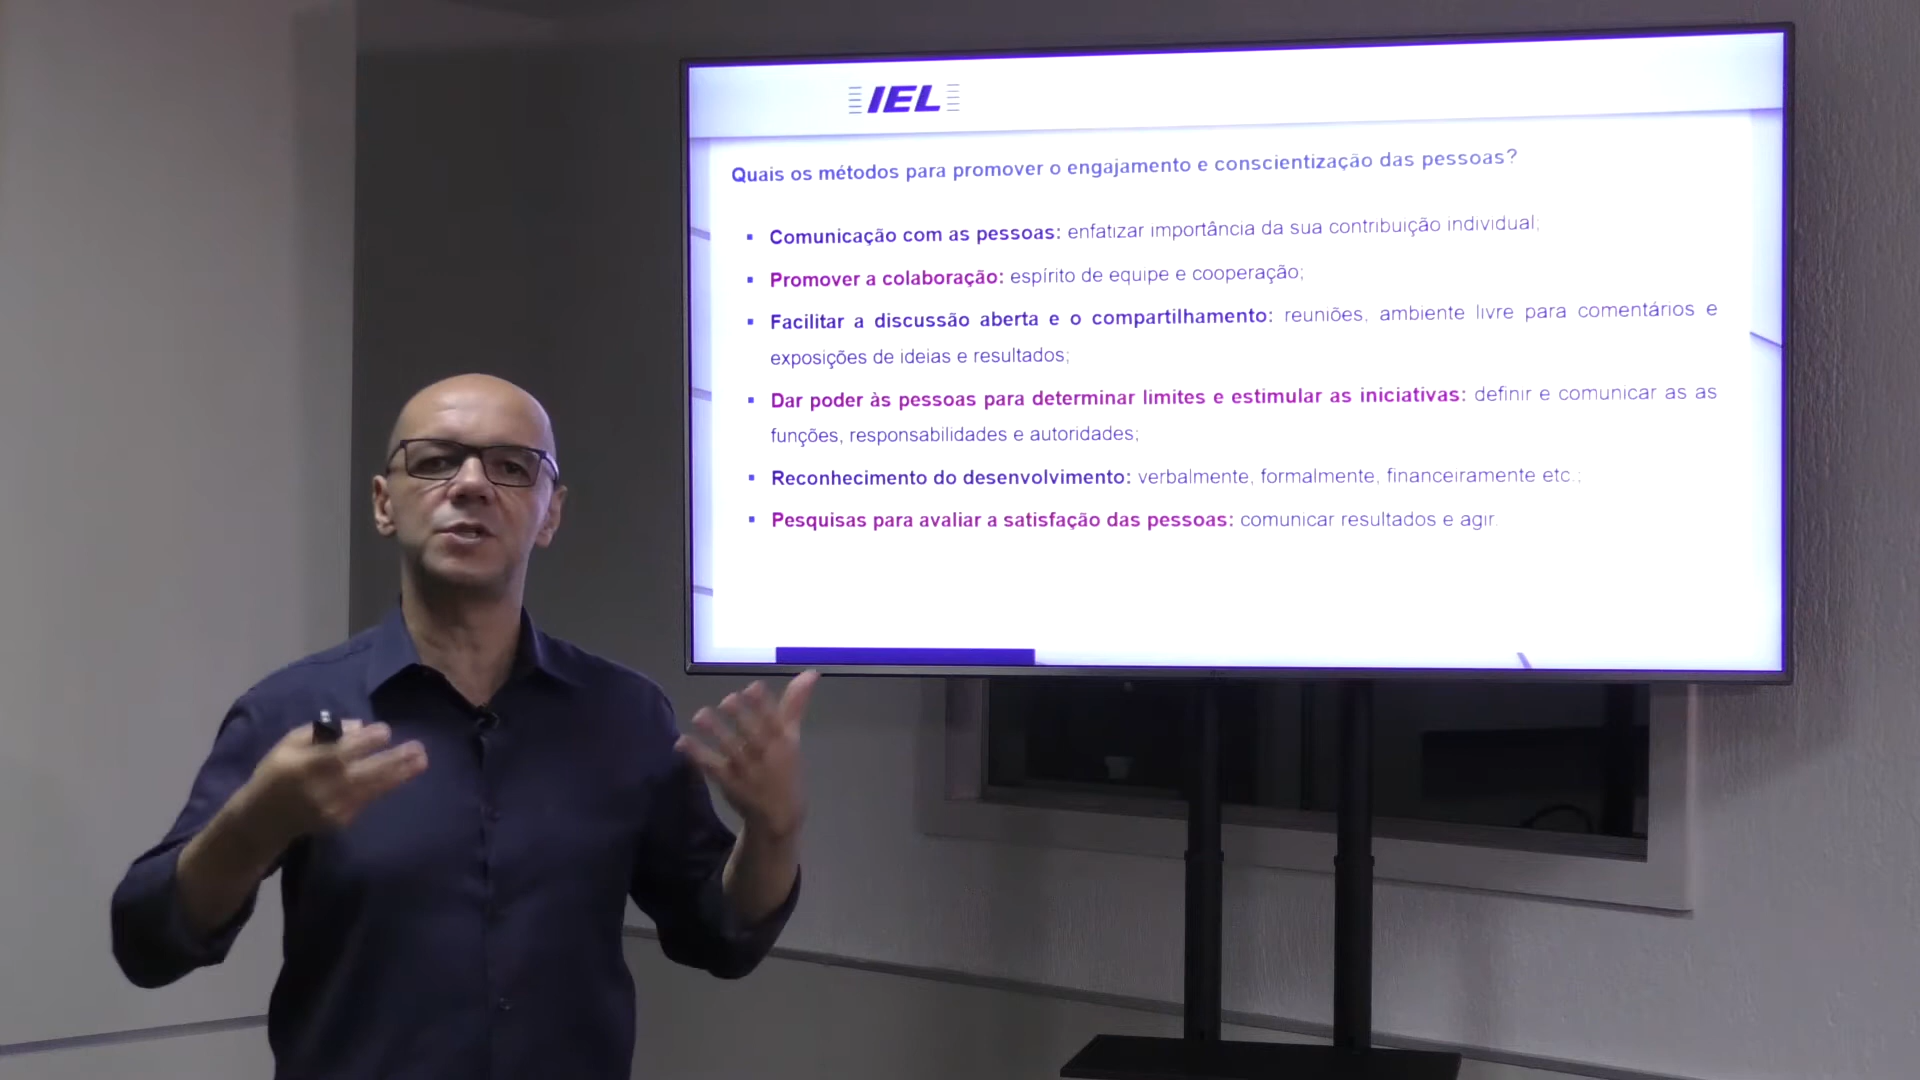 IEL
Quais os métodos para promover o engajamento e conscientização das pessoas?
▪ Comunicação com as pessoas: enfatizar importância da sua contribuição individual;
▪ Promover a colaboração: espírito de equipe e cooperação;
▪ Facilitar a discussão aberta e o compartilhamento: reuniões, ambiente livre para comentários e
exposições de ideias e resultados;
▪ Dar poder às pessoas para determinar limites e estimular as iniciativas: definir e comunicar as as
funções, responsabilidades e autoridades;
▪ Reconhecimento do desenvolvimento: verbalmente, formalmente, financeiramente etc.;
▪ Pesquisas para avaliar a satisfação das pessoas: comunicar resultados e agir.